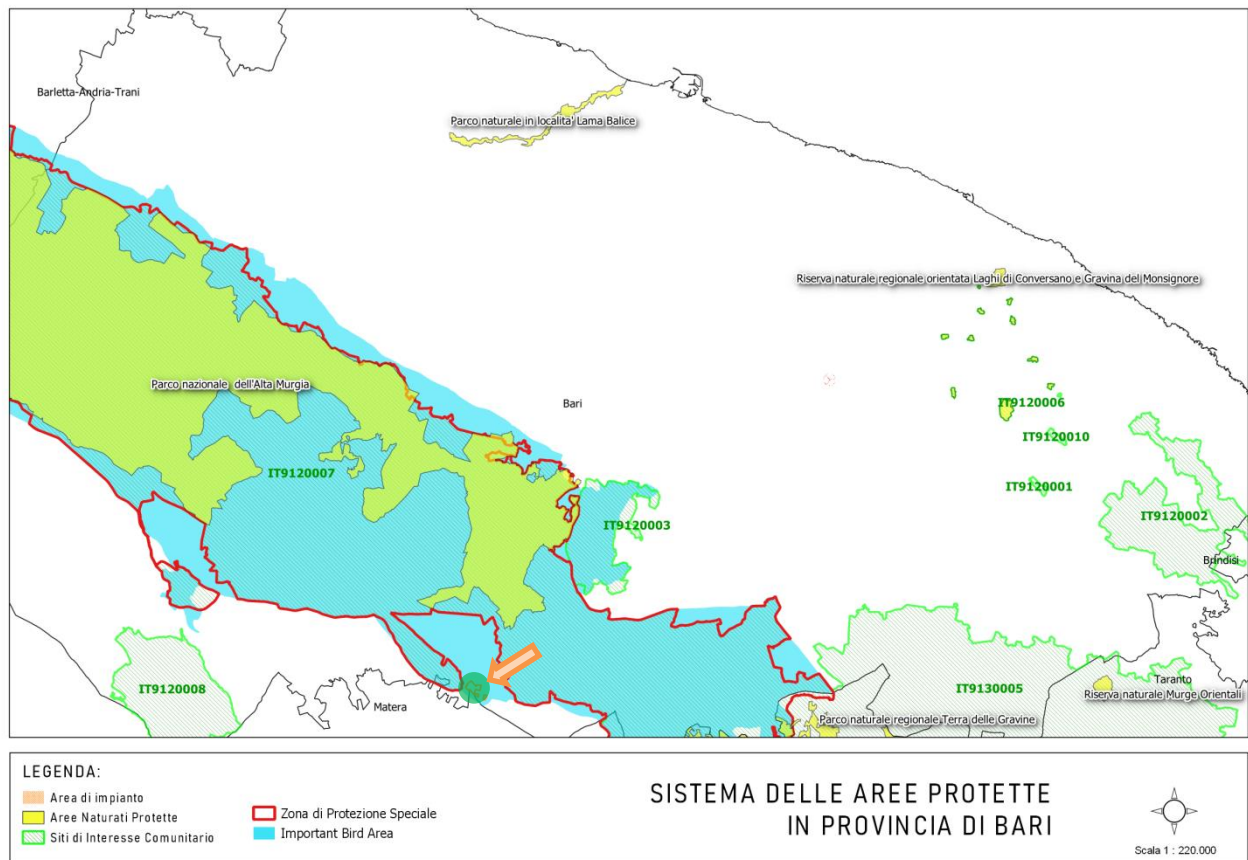 Barletta-Andria-Trani
Parco naturale in localita' Lama Balice
Riserva naturale regionale orientata Laghi di Conversano e Gravina del Monsignore
Parco nazionale dell'Alta Murgia
Bari
IT9120006
IT9120010
IT9120007
IT9120001
IT9120002
IT9120003
Brindisi
IT9120008
IT9130005
Taranto
Riserva naturale Murge Orientali
Matera
Parco naturale regionale Terra delle Gravine
LEGENDA:
Area di impianto
Aree Naturati Protette
Siti di Interesse Comunitario
Zona di Protezione Speciale
Important Bird Area
SISTEMA DELLE AREE PROTETTE
IN PROVINCIA DI BARI
Scala 1 : 220.000